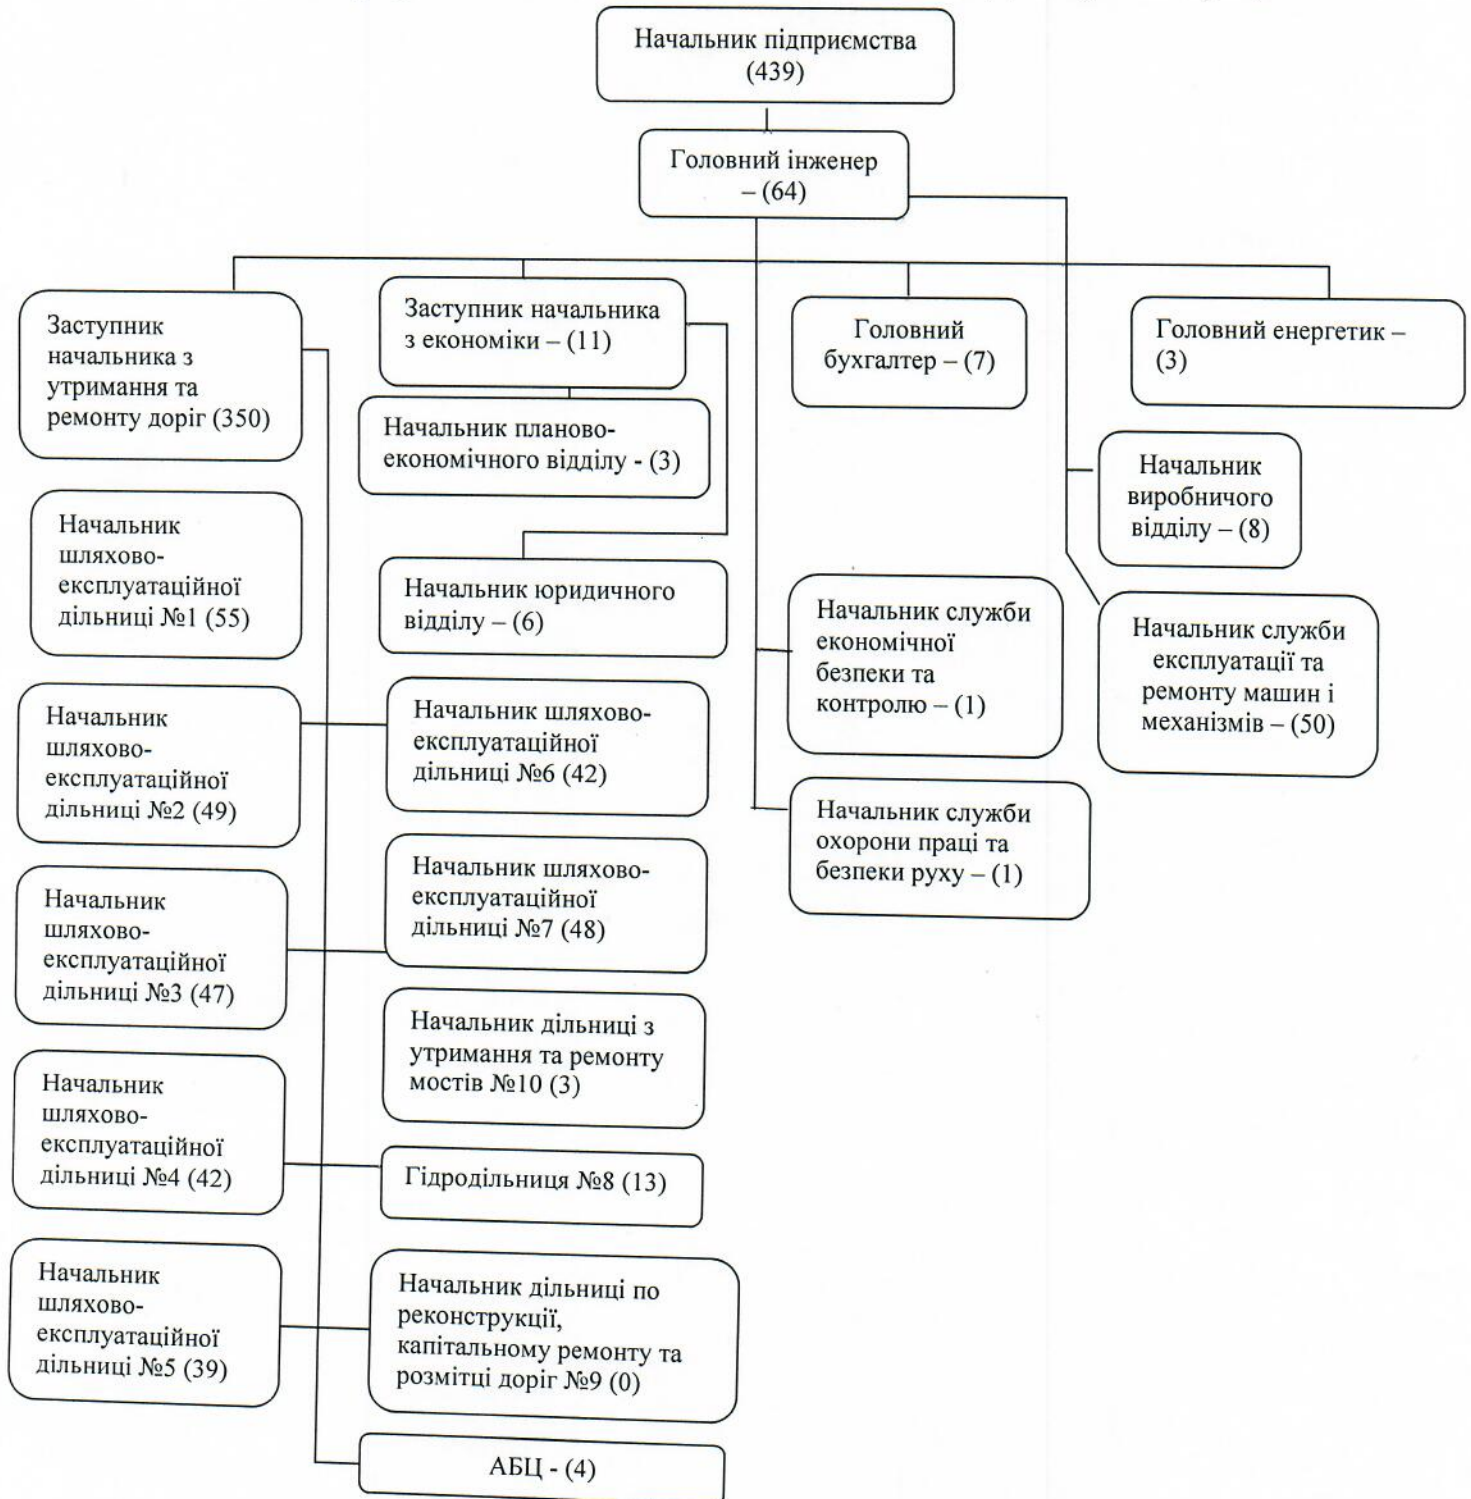 Начальник підприємства
(439)
Головний інженер
– (64)
Заступник
начальника з
утримання та
ремонту доріг (350)
Заступник начальника
з економіки – (11)
Головний
бухгалтер – (7)
Головний енергетик –
(3)
Начальник планово-
економічного відділу - (3)
Начальник
виробничого
відділу – (8)
Начальник
шляхово-
експлуатаційної
дільниці №1 (55)
Начальник юридичного
відділу – (6)
Начальник служби
економічної
безпеки та
контролю – (1)
Начальник служби
експлуатації та
ремонту машин і
механізмів – (50)
Начальник
шляхово-
експлуатаційної
дільниці №2 (49)
Начальник шляхово-
експлуатаційної
дільниці №6 (42)
Начальник служби
охорони праці та
безпеки руху – (1)
Начальник
шляхово-
експлуатаційної
дільниці №3 (47)
Начальник шляхово-
експлуатаційної
дільниці №7 (48)
Начальник дільниці з
утримання та ремонту
мостів №10 (3)
Начальник
шляхово-
експлуатаційної
дільниці №4 (42)
Гідродільниця №8 (13)
Начальник
шляхово-
експлуатаційної
дільниці №5 (39)
Начальник дільниці по
реконструкції,
капітальному ремонту та
розмітці доріг №9 (0)
АБЦ - (4)